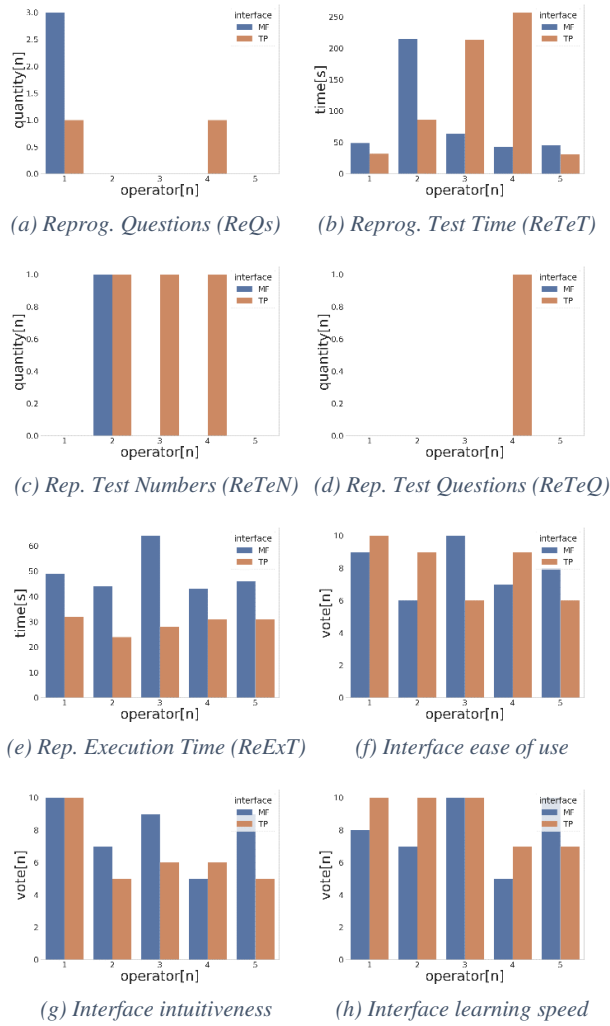 3.0
2.5
2.0
1.5
1.0
0.5
0.0
quantity[n]
interface
MF
TP
1 2 3 4 5
operator[n]
(a) Reprog. Questions (ReQs)
250
200
150
100
50
0
time[s]
interface
MF
TP
1 2 3 4 5
operator[n]
(b) Reprog. Test Time (ReTeT)
1.0
0.8
0.6
0.4
0.2
0.0
quantity[n]
interface
MF
TP
1 2 3 4 5
operator[n]
(c) Rep. Test Numbers (ReTeN)
1.0
0.8
0.6
0.4
0.2
0.0
quantity[n]
interface
MF
TP
1 2 3 4 5
operator[n]
(d) Rep. Test Questions (ReTeQ)
60
50
40
30
20
10
0
time[s]
interface
MF
TP
1 2 3 4 5
operator[n]
(e) Rep. Execution Time (ReExT)
10
8
6
4
2
0
vote[n]
interface
MF
TP
1 2 3 4 5
operator[n]
(f) Interface ease of use
10
8
6
4
2
0
vote[n]
interface
MF
TP
1 2 3 4 5
operator[n]
(g) Interface intuitiveness
10
8
6
4
2
0
vote[n]
interface
MF
TP
1 2 3 4 5
operator[n]
(h) Interface learning speed